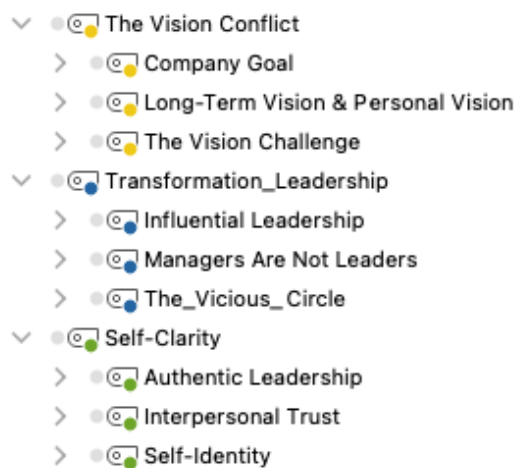 The Vision Conflict
Company Goal
Long-Term Vision & Personal Vision
The Vision Challenge
Transformation_Leadership
Influential Leadership
Managers Are Not Leaders
The_Vicious_Circle
Self-Clarity
Authentic Leadership
Interpersonal Trust
Self-Identity